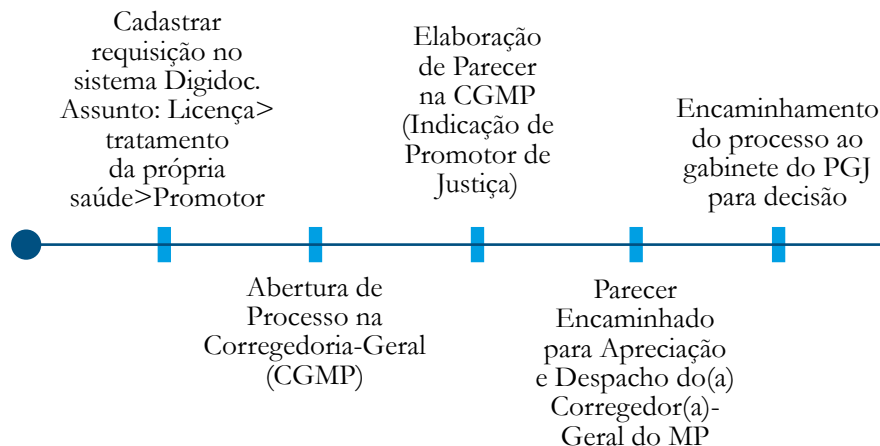 Cadastrar
requisição no
sistema Digidoc.
Assunto: Licença>
tratamento
da própria
saúde>Promotor
Abertura de
Processo na
Corregedoria-Geral
(CGMP)
Elaboração
de Parecer
na CGMP
(Indicação de
Promotor de
Justiça)
Parecer
Encaminhado
para Apreciação
e Despacho do(a)
Corregedor(a)-
Geral do MP
Encaminhamento
do processo ao
gabinete do PGJ
para decisão